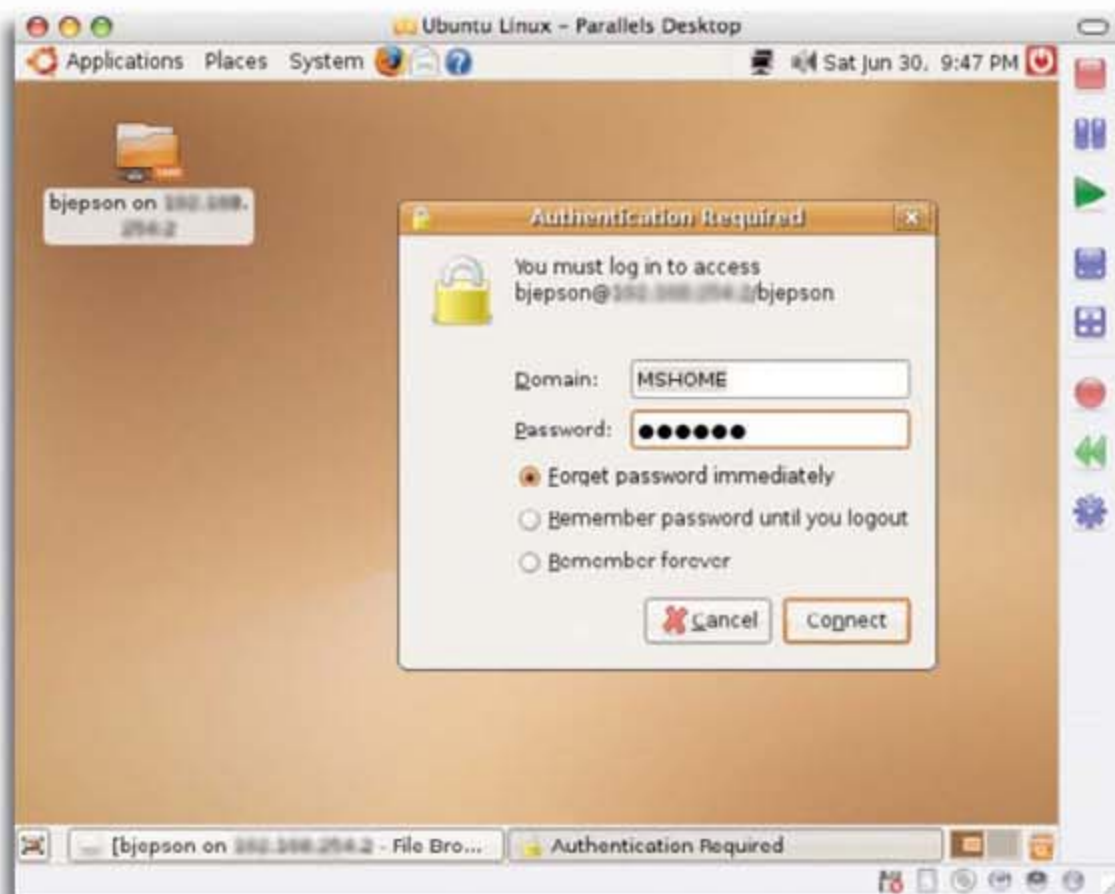 Ubuntu Linux – Parallels Desktop
Applications Places System Sat Jun 30, 9:47 PM
bjepson on
Authentication Required
You must log in to access
bjepson@ /bjepson
Domain: MSHOME
Password: ●●●●●●
Forget password immediately
Remember password until you logout
Remember forever
Cancel Connect
[bjepson on - File Bro... Authentication Required